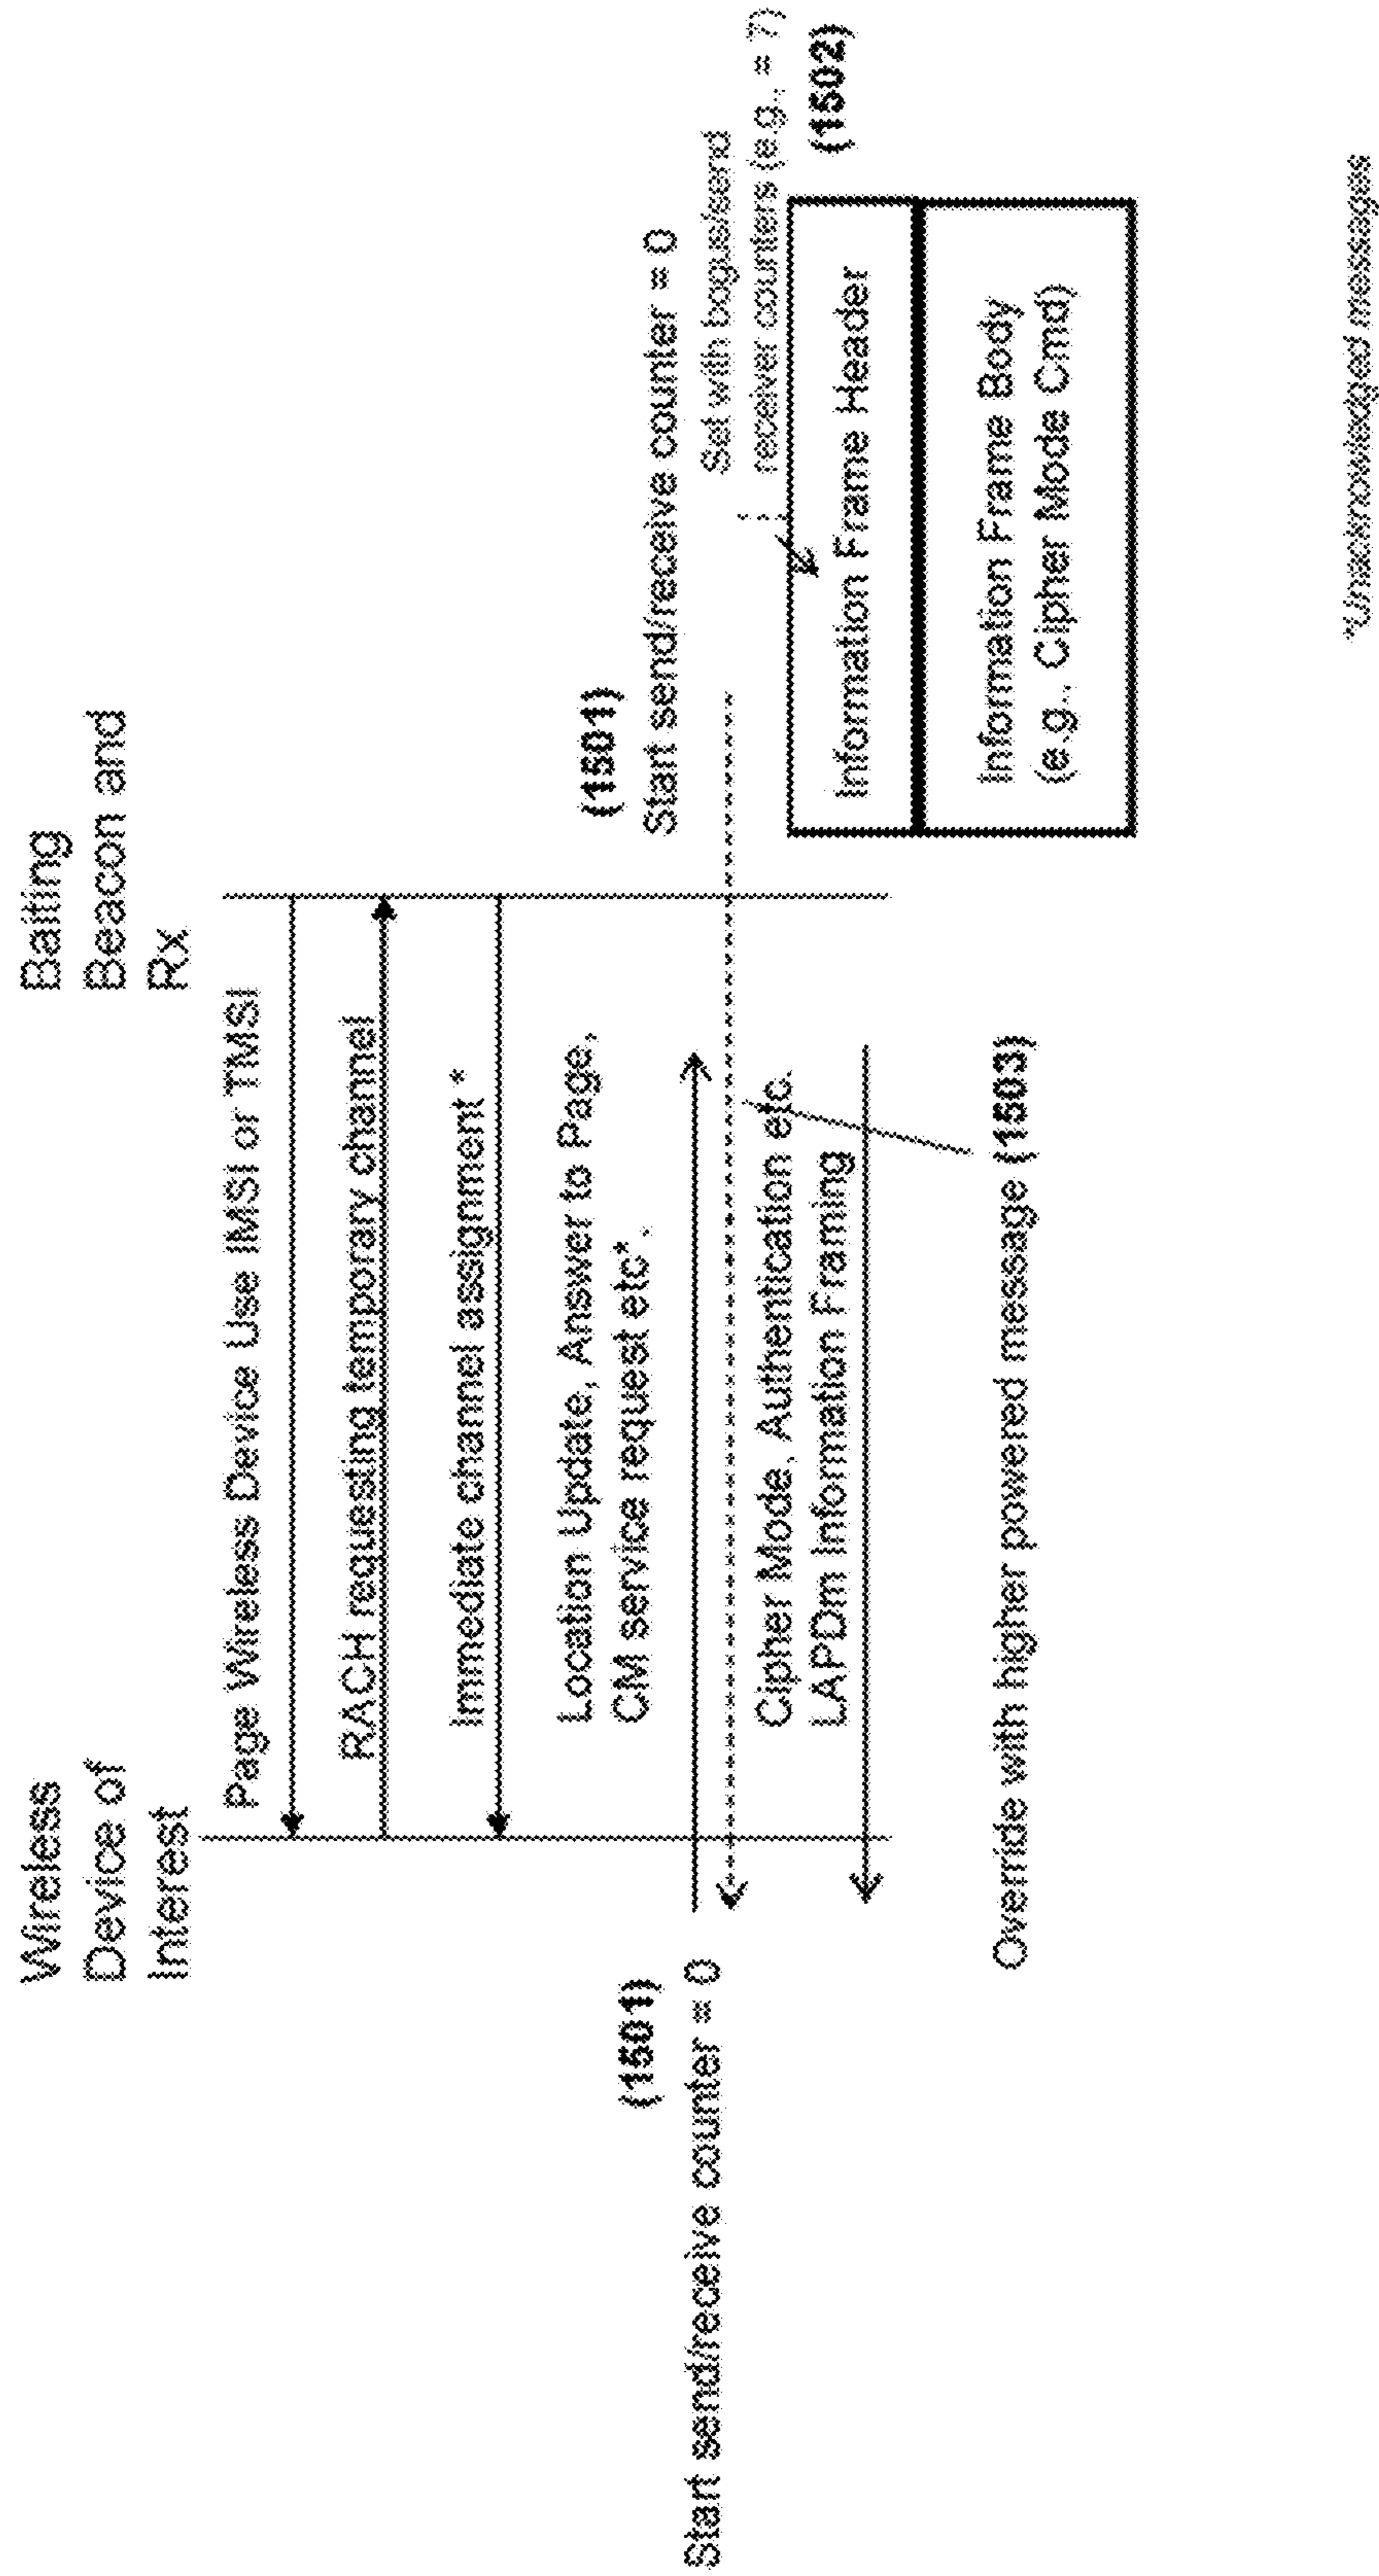 Wireless
Device of
Interest
Baiting
Beacon and
Rx
Page Wireless Device Use IMSI or TMSI
RACH requesting temporary channel
Immediate channel assignment *
Location Update, Answer to Page,
CM service request etc*.
(1501)
Start send/receive counter = 0
(1501)
Start send/receive counter = 0
Set with bogus/send
receiver counters (e.g., = 7)
(1502)
Cipher Mode, Authentication etc.
LAPDm Information Framing
Information Frame Header
Information Frame Body
(e.g., Cipher Mode Cmd)
Override with higher powered message (1503)
*Unacknowledged messages